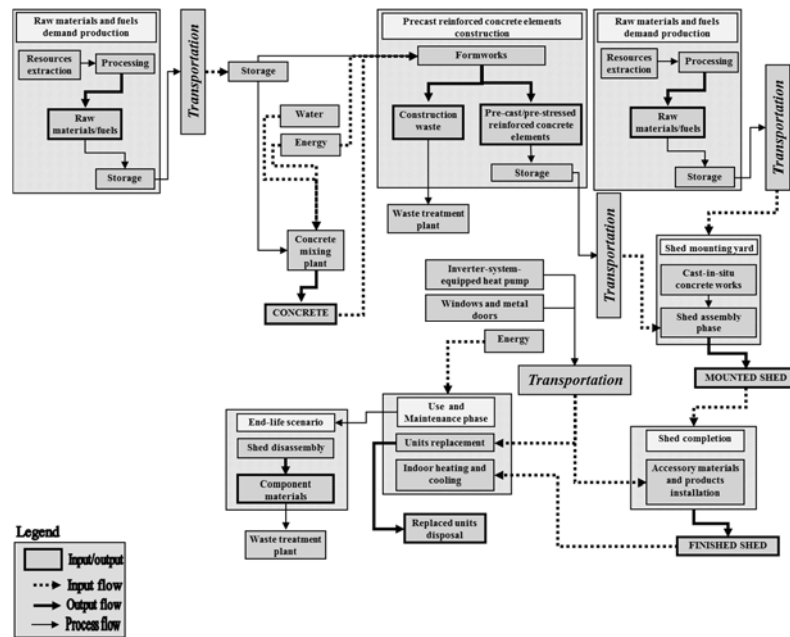 Raw materials and fuels
demand production
Resources
extraction
Processing
Raw
materials/fuels
Storage
Transportation
Storage
Water
Energy
Concrete
mixing
plant
CONCRETE
Precast reinforced concrete elements
construction
Formworks
Construction
waste
Pre-cast/pre-stressed
reinforced concrete
elements
Storage
Waste treatment
plant
Raw materials and fuels
demand production
Resources
extraction
Processing
Raw
materials/fuels
Storage
Transportation
Transportation
Shed mounting yard
Cast-in-situ
concrete works
Shed assembly
phase
MOUNTED SHED
Inverter-system-
equipped heat pump
Windows and metal
doors
Energy
Transportation
Use and
Maintenance phase
Units replacement
Indoor heating and
cooling
Replaced units
disposal
End-life scenario
Shed disassembly
Component
materials
Waste treatment
plant
Shed completion
Accessory materials
and products
installation
FINISHED SHED
Legend
Input/output
Input flow
Output flow
Process flow